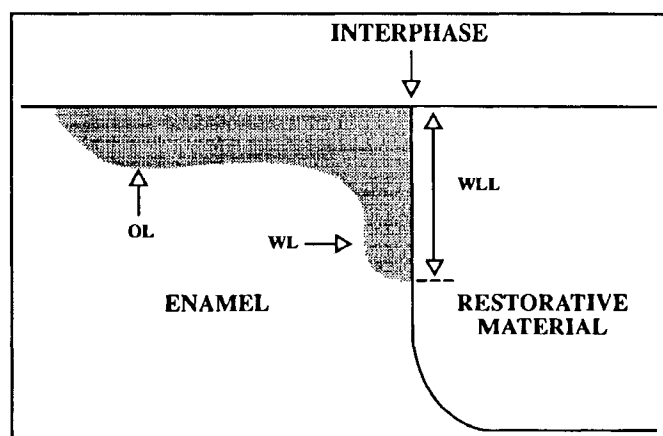 INTERPHASE
WLL
OL
WL
ENAMEL
RESTORATIVE
MATERIAL